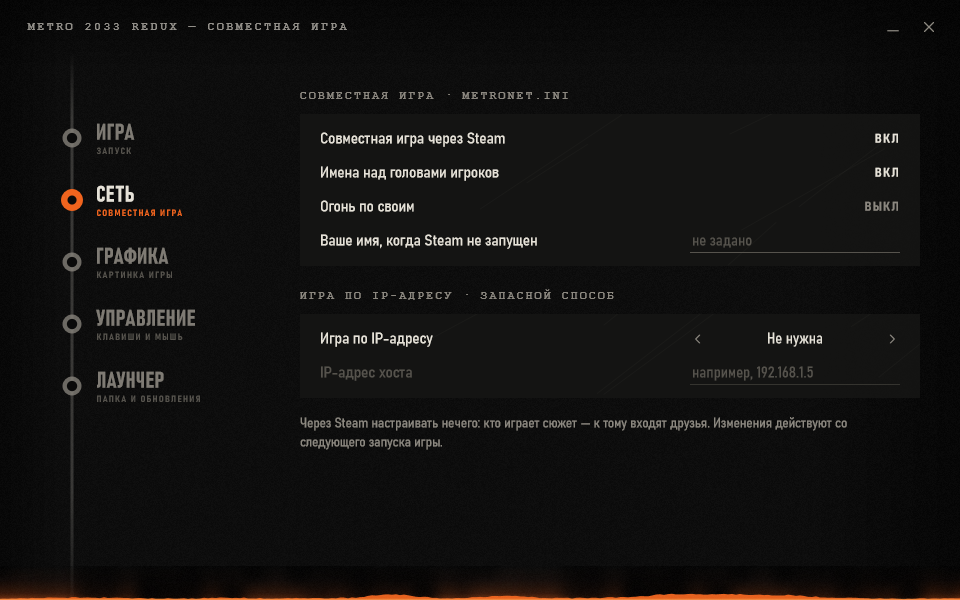 METRO 2033 REDUX — СОВМЕСТНАЯ ИГРА
ИГРА
ЗАПУСК
СЕТЬ
СОВМЕСТНАЯ ИГРА
ГРАФИКА
КАРТИНКА ИГРЫ
УПРАВЛЕНИЕ
КЛАВИШИ И МЫШЬ
ЛАУНЧЕР
ПАПКА И ОБНОВЛЕНИЯ
СОВМЕСТНАЯ ИГРА · METRONET.INI
Совместная игра через Steam ВКЛ
Имена над головами игроков ВКЛ
Огонь по своим ВЫКЛ
Ваше имя, когда Steam не запущен не задано
ИГРА ПО IP-АДРЕСУ · ЗАПАСНОЙ СПОСОБ
Игра по IP-адресу Не нужна
IP-адрес хоста например, 192.168.1.5
Через Steam настраивать нечего: кто играет сюжет — к тому входят друзья. Изменения действуют со
следующего запуска игры.